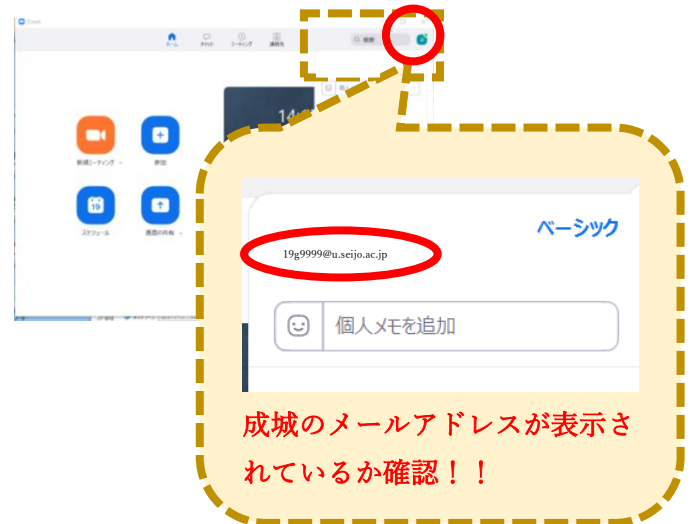 Zoom
ホーム
チャット
ミーティング
連絡先
検索
14:
新規ミーティング
参加
19
スケジュール
画面の共有
ベーシック
19g9999@u.seijo.ac.jp
個人メモを追加
成城のメールアドレスが表示さ
れているか確認！！